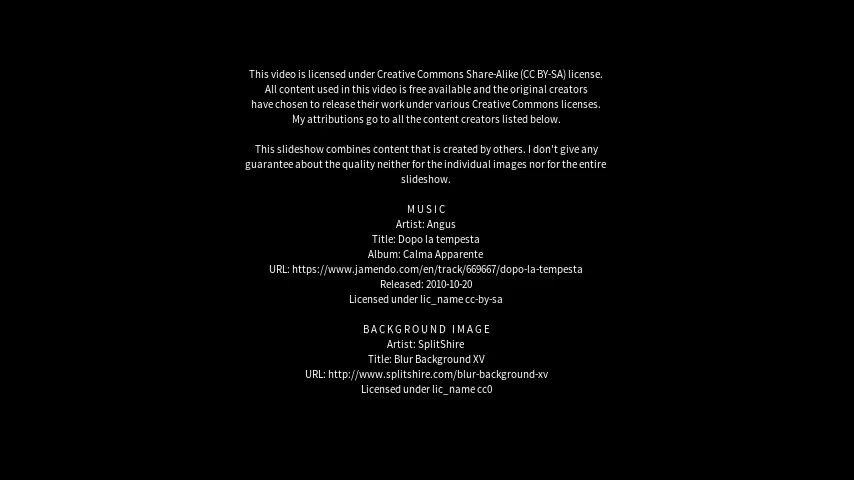 This video is licensed under Creative Commons Share-Alike (CC BY-SA) license.
All content used in this video is free available and the original creators
have chosen to release their work under various Creative Commons licenses.
My attributions go to all the content creators listed below.
This slideshow combines content that is created by others. I don't give any
guarantee about the quality neither for the individual images nor for the entire
slideshow.
MUSIC
Artist: Angus
Title: Dopo la tempesta
Album: Calma Apparente
URL: https://www.jamendo.com/en/track/669667/dopo-la-tempesta
Released: 2010-10-20
Licensed under lic_name cc-by-sa
BACKGROUND IMAGE
Artist: SplitShire
Title: Blur Background XV
URL: http://www.splitshire.com/blur-background-xv
Licensed under lic_name cc0